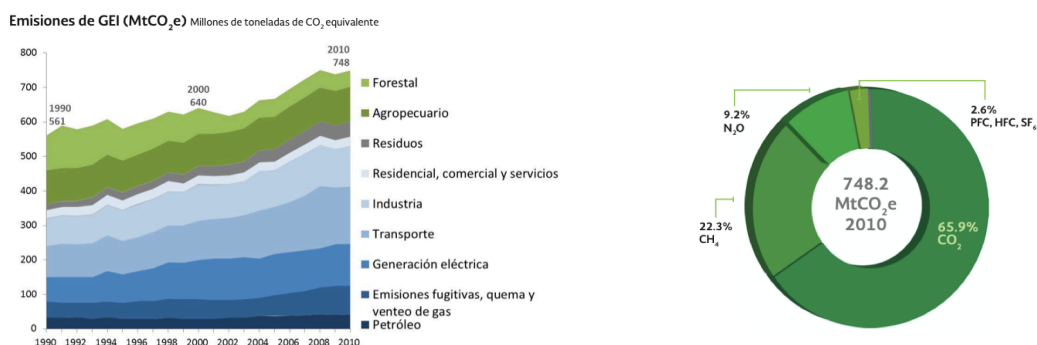 Emisiones de GEI (MtCO₂e) Millones de toneladas de CO₂ equivalente
800
700
600
500
400
300
200
100
0
1990
561
2000
640
2010
748
1990 1992 1994 1996 1998 2000 2002 2004 2006 2008 2010
Forestal
Agropecuario
Residuos
Residencial, comercial y servicios
Industria
Transporte
Generación eléctrica
Emisiones fugitivas, quema y
venteo de gas
Petróleo
9.2%
N₂O
2.6%
PFC, HFC, SF₆
22.3%
CH₄
748.2
MtCO₂e
2010
65.9%
CO₂